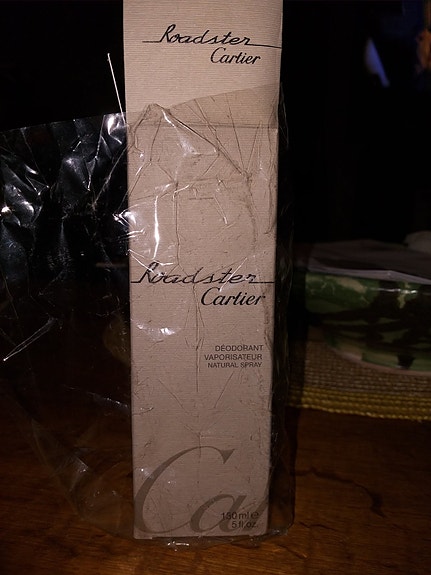 Roadster
Cartier
Roadster
Cartier
DÉODORANT
VAPORISATEUR
NATURAL SPRAY
Ca
150 ml e
5 fl.oz.